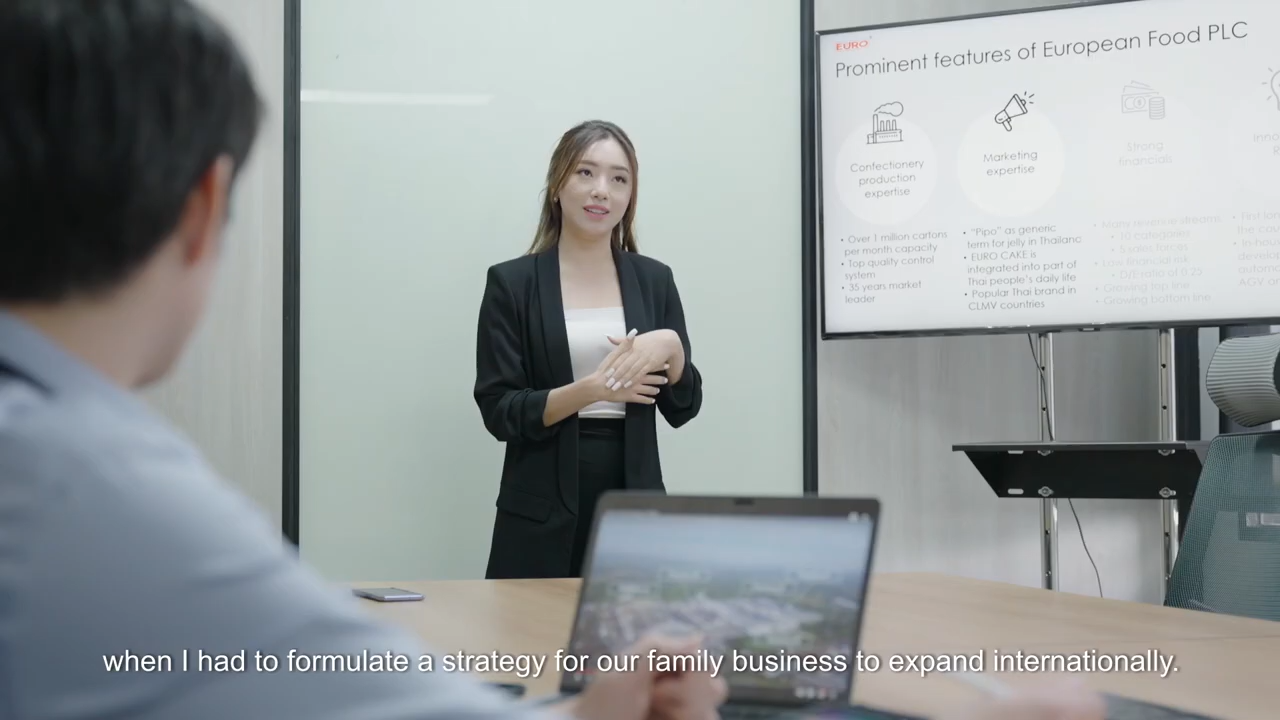 EURO
Prominent features of European Food PLC
Confectionery
production
expertise
Marketing
expertise
Strong
financials
• Over 1 million cartons
per month capacity
• Top quality control
system
• 35 years market
leader
• "Pipo" as generic
term for jelly in Thailand
• EURO CAKE is
integrated into part of
Thai people's daily life
• Popular Thai brand in
CLMV countries
• Many revenue streams
• 10 categories
• 5 sales forces
• Low financial risk
• D/E ratio of 0.25
• Growing top line
• Growing bottom line
when I had to formulate a strategy for our family business to expand internationally.